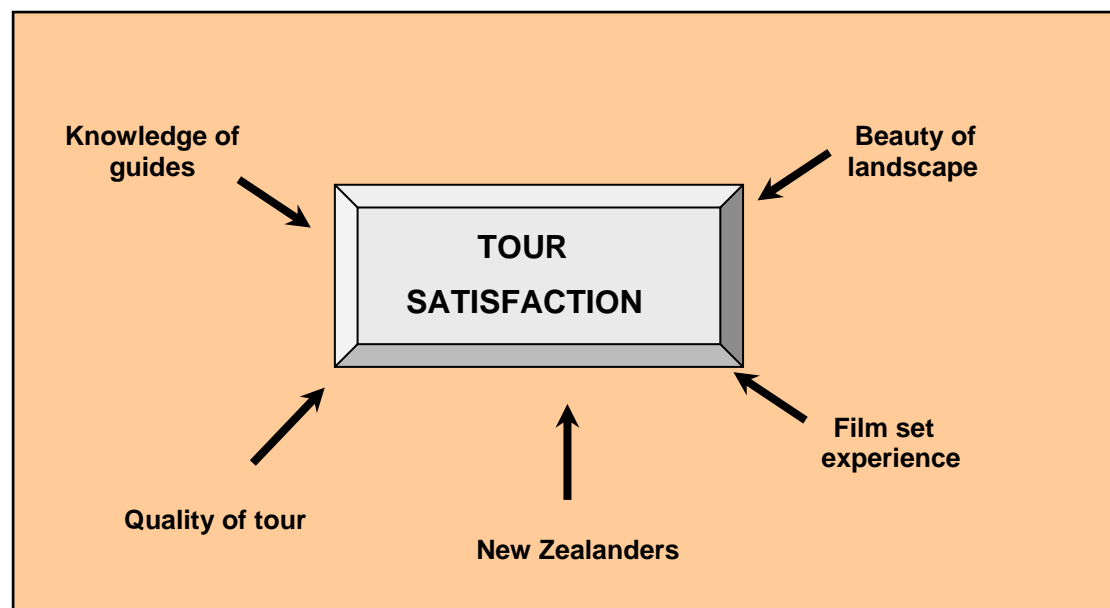 Knowledge of
guides
Beauty of
landscape
TOUR
SATISFACTION
Film set
experience
Quality of tour
New Zealanders